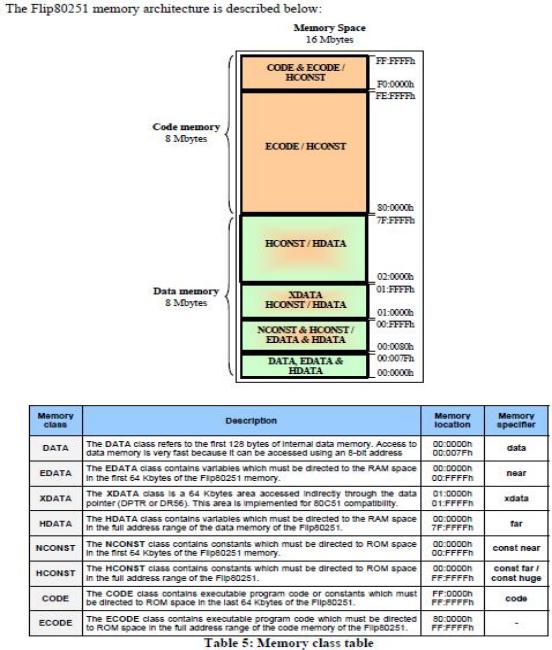 The Flip80251 memory architecture is described below:
Memory Space
16 Mbytes
CODE & ECODE /
HCONST
FF:FFFFh
F0:0000h
FE:FFFFh
Code memory
8 Mbytes
ECODE / HCONST
80:0000h
7F:FFFFh
HCONST / HDATA
02:0000h
01:FFFFh
Data memory
8 Mbytes
XDATA
HCONST / HDATA
01:0000h
00:FFFFh
NCONST & HCONST /
EDATA & HDATA
00:0080h
00:007Fh
DATA, EDATA &
HDATA
00:0000h
Memory class
Description
Memory location
Memory specifier
DATA
The DATA class refers to the first 128 bytes of internal data memory. Access to
data memory is very fast because it can be accessed using an 8-bit address
00:0000h
00:007Fh
data
EDATA
The EDATA class contains variables which must be directed to the RAM space
in the first 64 Kbytes of the Flip80251 memory.
00:0000h
00:FFFFh
near
XDATA
The XDATA class is a 64 Kbytes area accessed indirectly through the data
pointer (DPTR or DR56). This area is implemented for 80C51 compatibility.
01:0000h
01:FFFFh
xdata
HDATA
The HDATA class contains variables which must be directed to the RAM space
in the full address range of the data memory of the Flip80251.
00:0000h
7F:FFFFh
far
NCONST
The NCONST class contains constants which must be directed to ROM space
in the first 64 Kbytes of the Flip80251 memory.
00:0000h
00:FFFFh
const near
HCONST
The HCONST class contains constants which must be directed to ROM space
in the full address range of the Flip80251.
00:0000h
FF:FFFFh
const far /
const huge
CODE
The CODE class contains executable program code or constants which must
be directed to ROM space in the last 64 Kbytes of the Flip80251.
FF:0000h
FF:FFFFh
code
ECODE
The ECODE class contains executable program code which must be directed
to ROM space in the full address range of the code memory of the Flip80251.
80:0000h
FF:FFFFh
-
Table 5: Memory class table